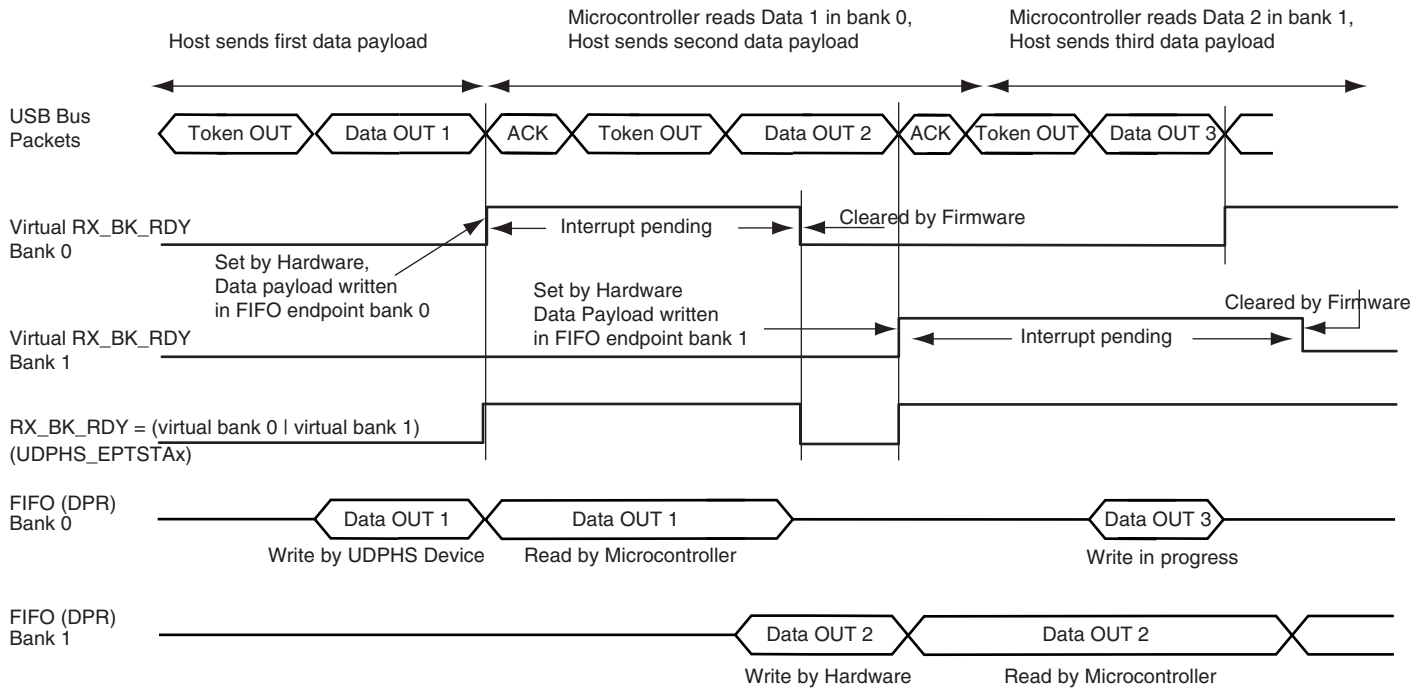 Host sends first data payload
Microcontroller reads Data 1 in bank 0,
Host sends second data payload
Microcontroller reads Data 2 in bank 1,
Host sends third data payload
USB Bus
Packets
Token OUT
Data OUT 1
ACK
Token OUT
Data OUT 2
ACK
Token OUT
Data OUT 3
Virtual RX_BK_RDY
Bank 0
Interrupt pending
Cleared by Firmware
Set by Hardware,
Data payload written
in FIFO endpoint bank 0
Set by Hardware
Data Payload written
in FIFO endpoint bank 1
Cleared by Firmware
Virtual RX_BK_RDY
Bank 1
Interrupt pending
RX_BK_RDY = (virtual bank 0 | virtual bank 1)
(UDPHS_EPTSTAx)
FIFO (DPR)
Bank 0
Data OUT 1
Data OUT 1
Data OUT 3
Write by UDPHS Device
Read by Microcontroller
Write in progress
FIFO (DPR)
Bank 1
Data OUT 2
Data OUT 2
Write by Hardware
Read by Microcontroller